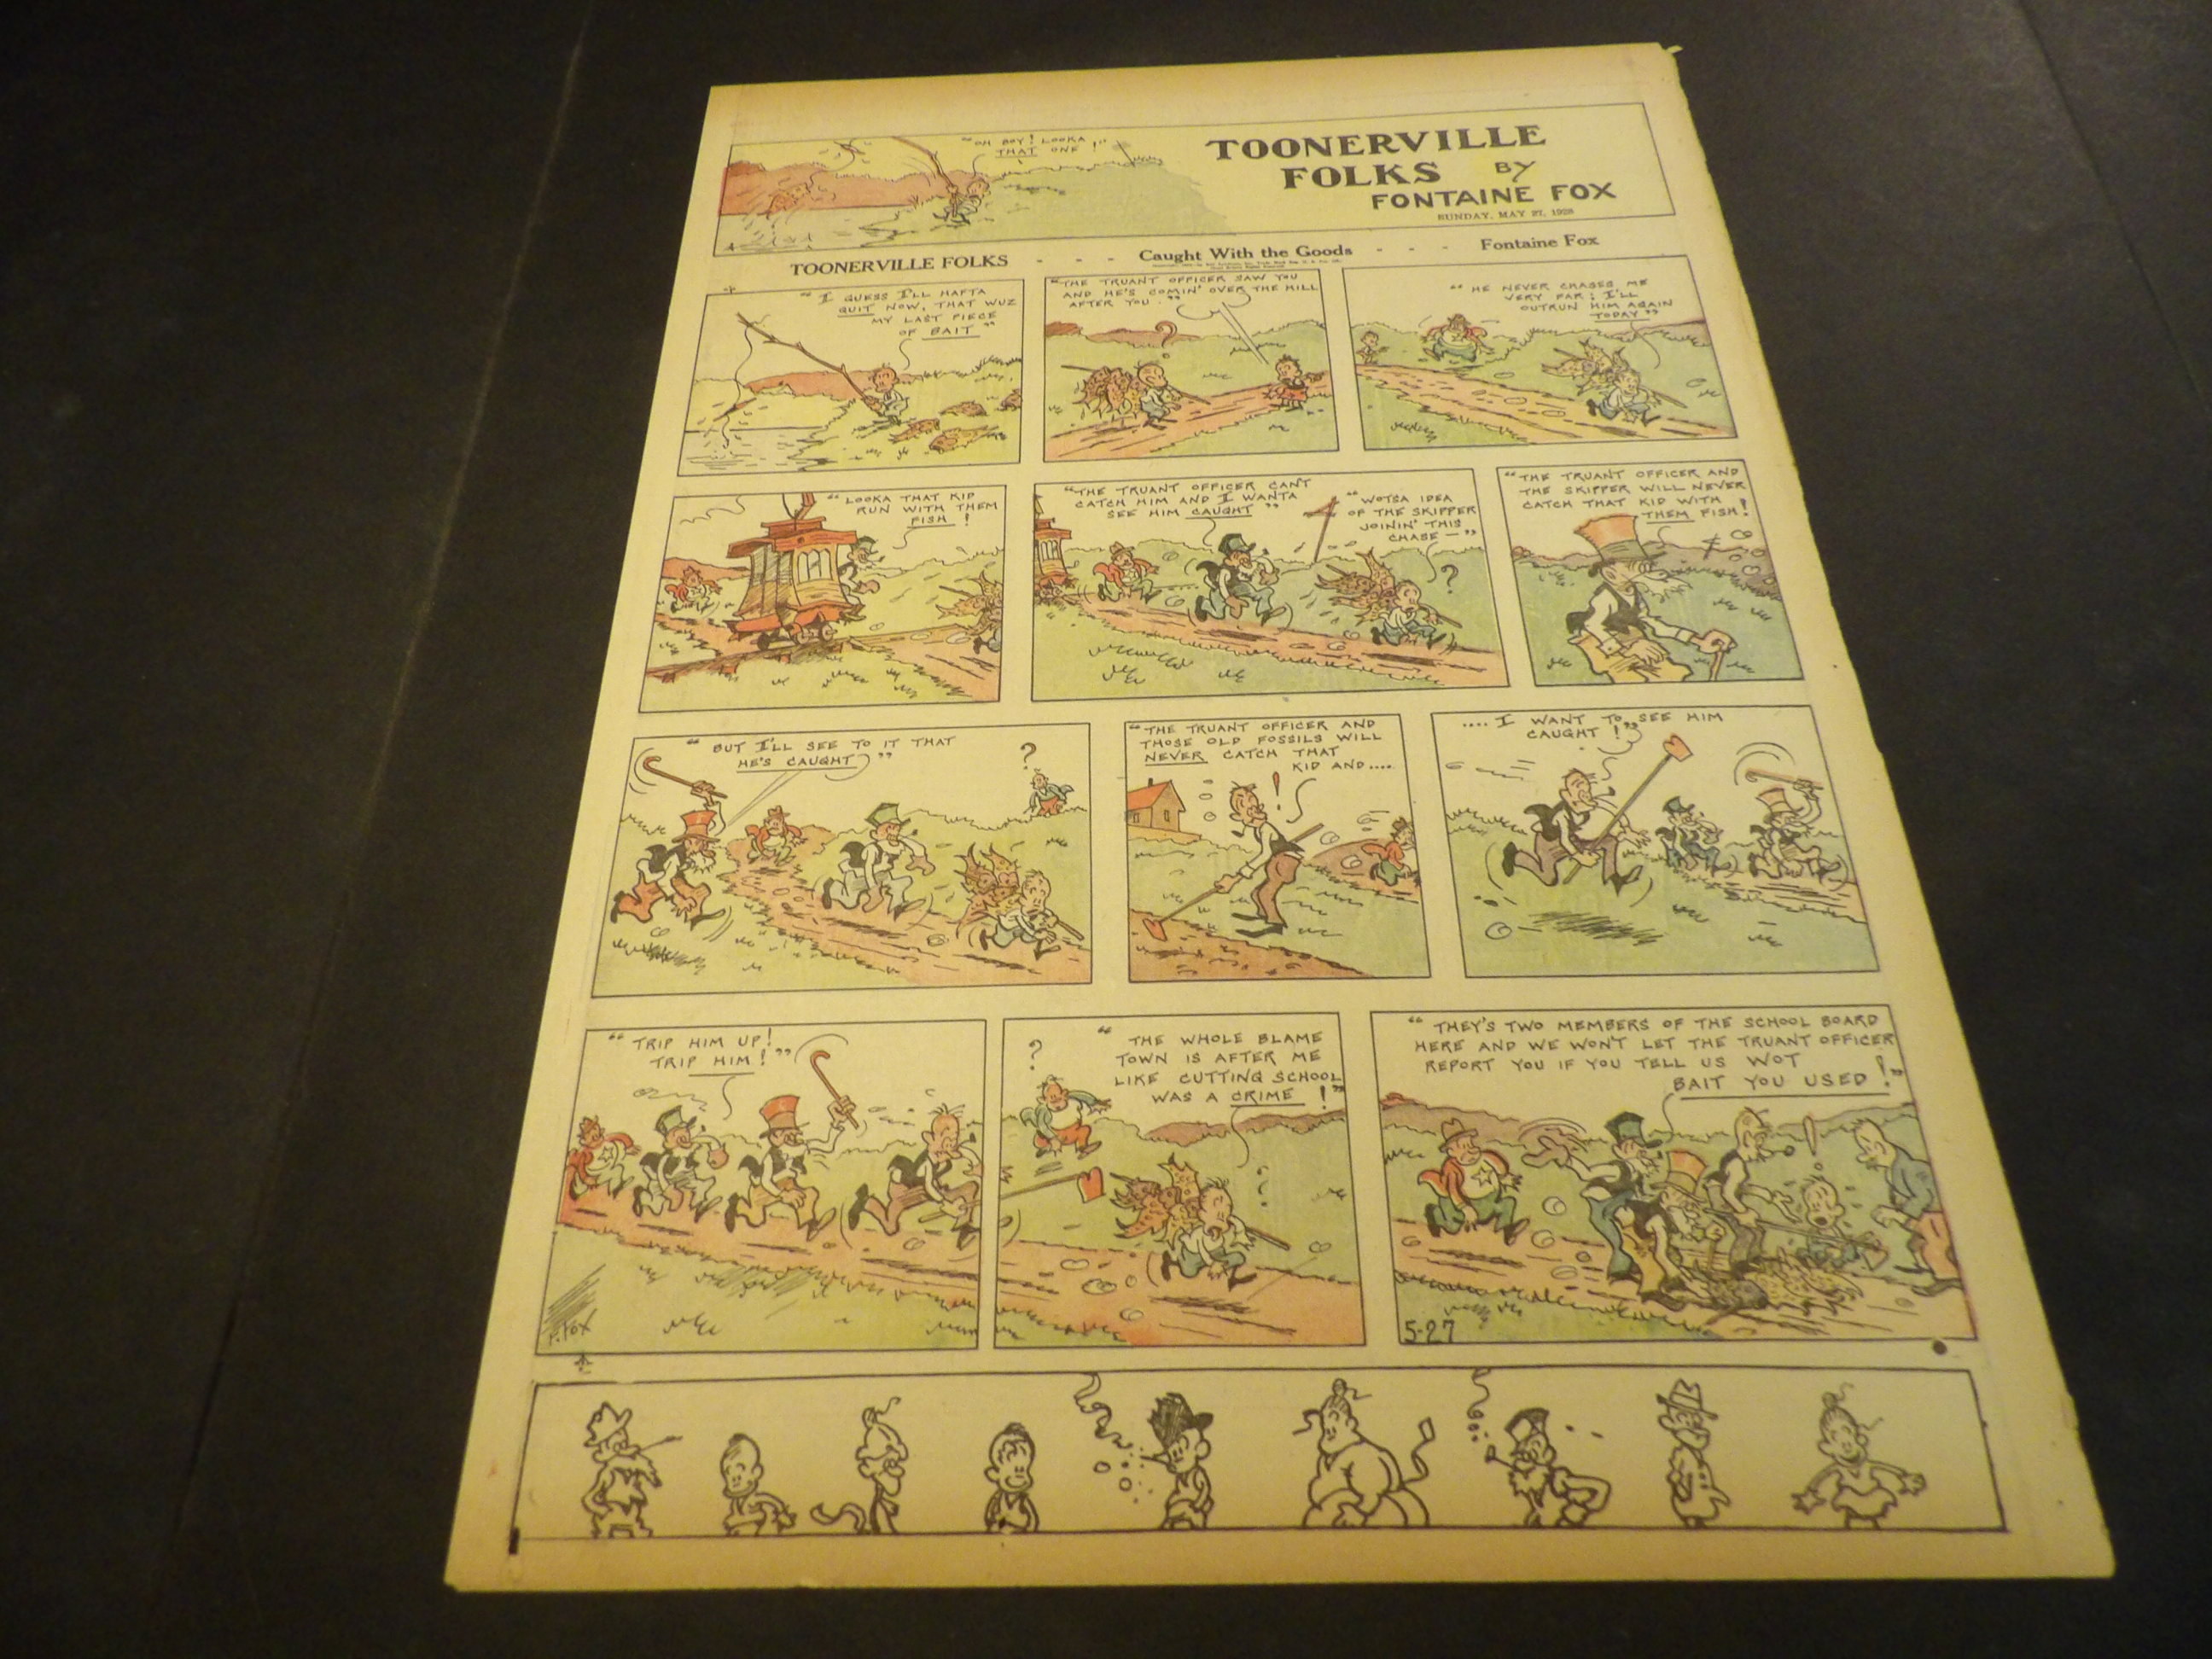 "OH BOY! LOOKA
THAT ONE!"
TOONERVILLE
FOLKS BY
FONTAINE FOX
SUNDAY, MAY 27, 1928
TOONERVILLE FOLKS - - - Caught With the Goods - - - Fontaine Fox
"I GUESS I'LL HAFTA
QUIT NOW, THAT WUZ
MY LAST PIECE
OF BAIT"
"THE TRUANT OFFICER SAW YOU
AND HE'S COMIN' OVER THE HILL
AFTER YOU."
?
"HE NEVER CHASES ME
VERY FAR; I'LL
OUTRUN HIM AGAIN
TODAY"
"LOOKA THAT KID
RUN WITH THEM
FISH!
"THE TRUANT OFFICER CAN'T
CATCH HIM AND I WANTA
SEE HIM CAUGHT"
"WOTSA IDEA
OF THE SKIPPER
JOININ' THIS
CHASE—"
?
"THE TRUANT OFFICER AND
THE SKIPPER WILL NEVER
CATCH THAT KID WITH
THEM FISH!
"BUT I'LL SEE TO IT THAT
HE'S CAUGHT"
?
"THE TRUANT OFFICER AND
THOSE OLD FOSSILS WILL
NEVER CATCH THAT
KID AND....
!
....I WANT TO SEE HIM
CAUGHT!"
"TRIP HIM UP!
TRIP HIM!"
F. FOX
"THE WHOLE BLAME
TOWN IS AFTER ME
LIKE CUTTING SCHOOL
WAS A CRIME!"
?
"THEY'S TWO MEMBERS OF THE SCHOOL BOARD
HERE AND WE WON'T LET THE TRUANT OFFICER
REPORT YOU IF YOU TELL US WOT
BAIT YOU USED!"
!
5-27